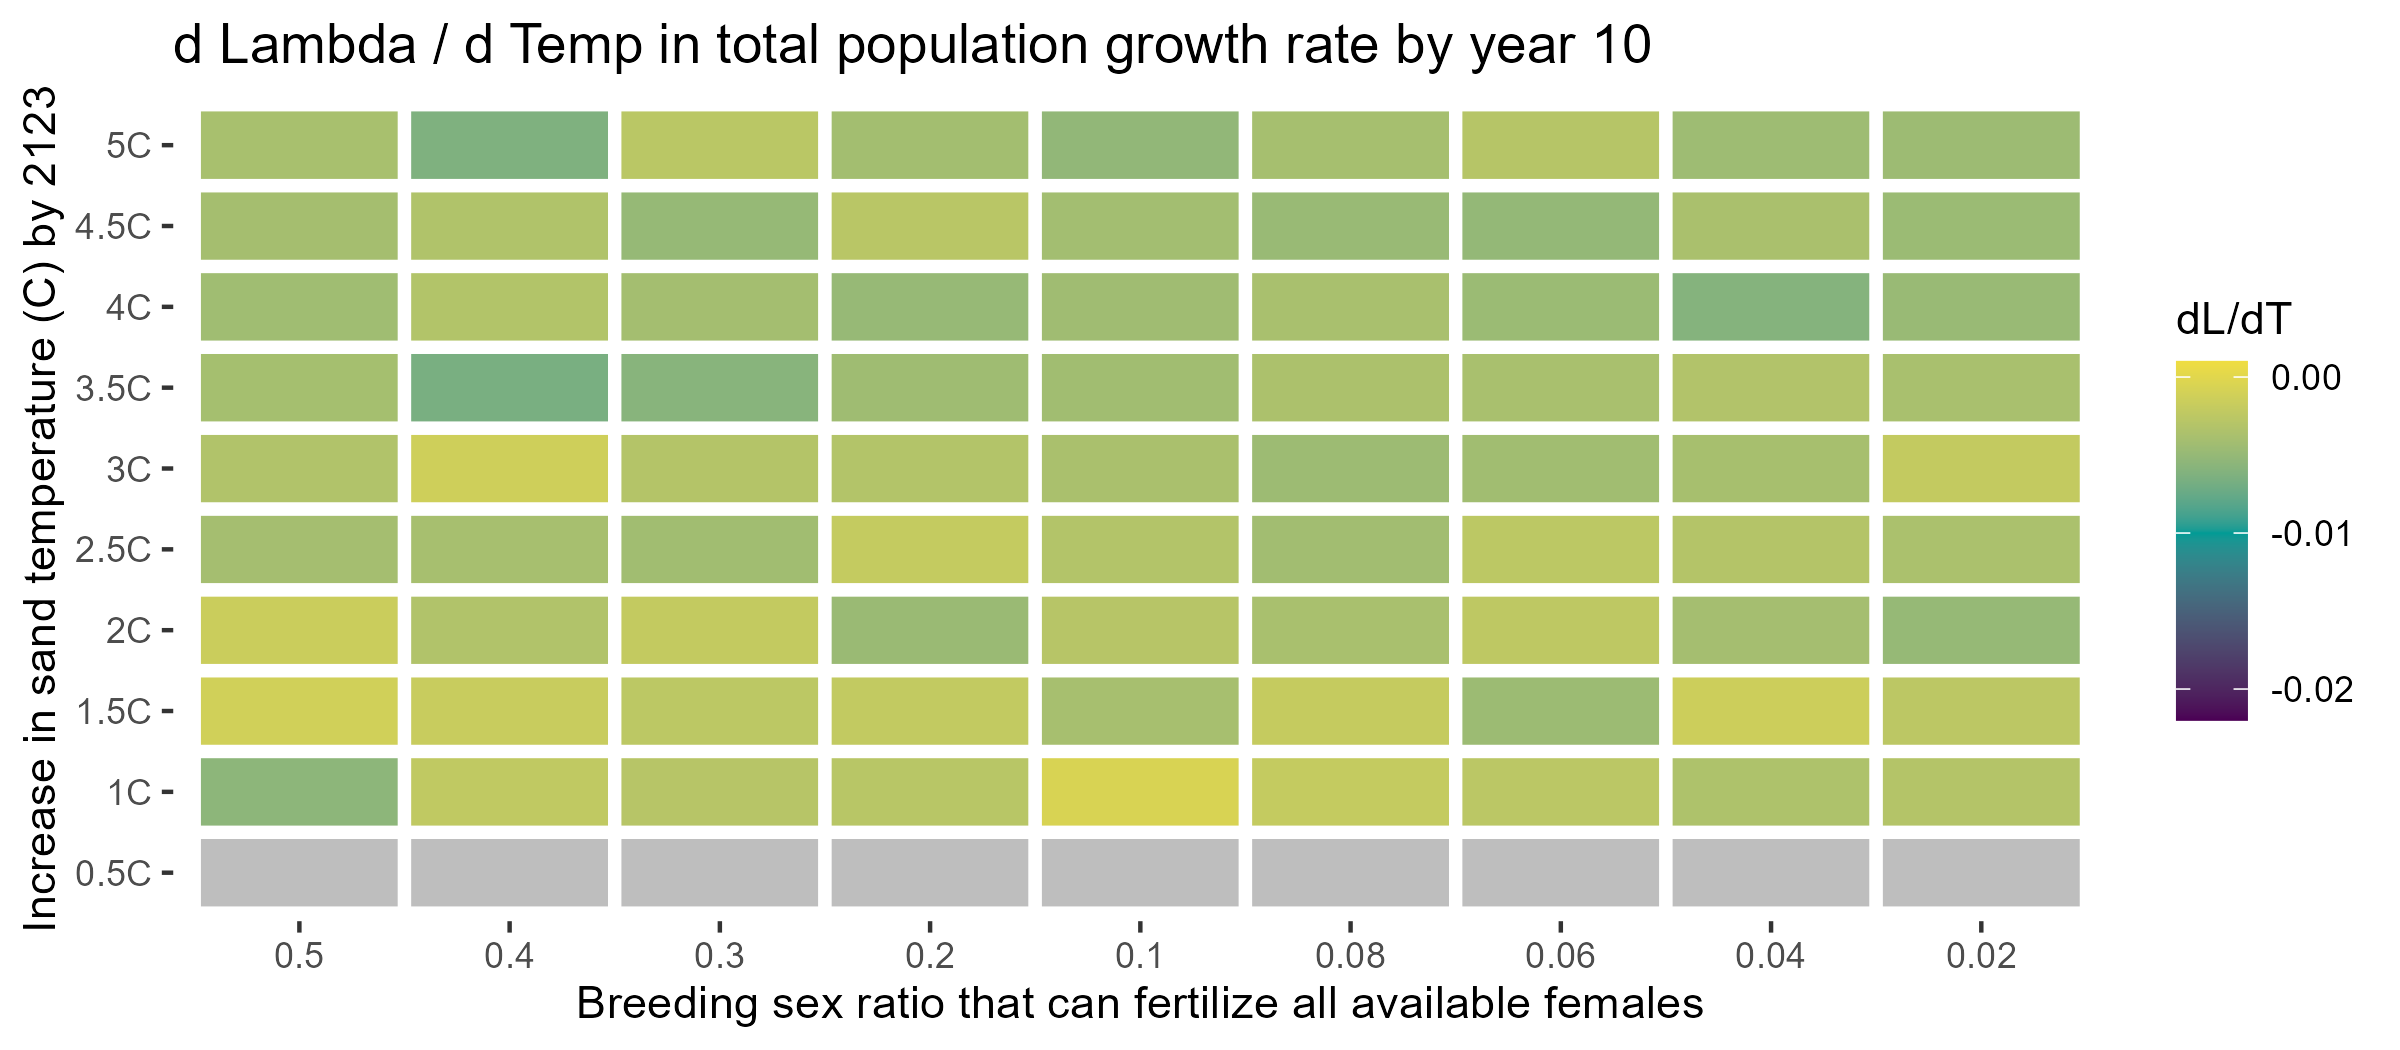 d Lambda / d Temp in total population growth rate by year 10
Increase in sand temperature (C) by 2123
5C
4.5C
4C
3.5C
3C
2.5C
2C
1.5C
1C
0.5C
0.5 0.4 0.3 0.2 0.1 0.08 0.06 0.04 0.02
Breeding sex ratio that can fertilize all available females
dL/dT
0.00
-0.01
-0.02